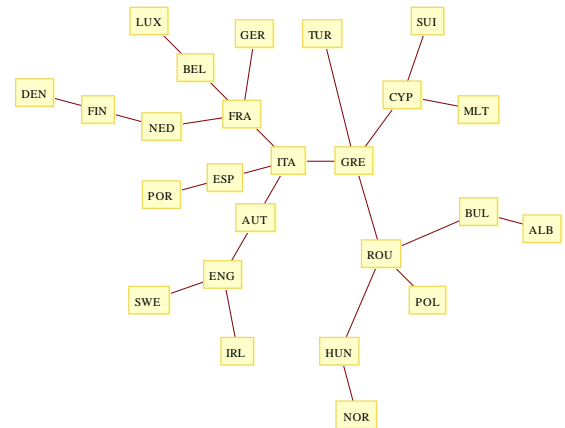 LUX
SUI
GER
TUR
BEL
DEN
CYP
FIN
MLT
FRA
NED
ITA
GRE
ESP
POR
BUL
AUT
ALB
ROU
ENG
SWE
POL
IRL
HUN
NOR